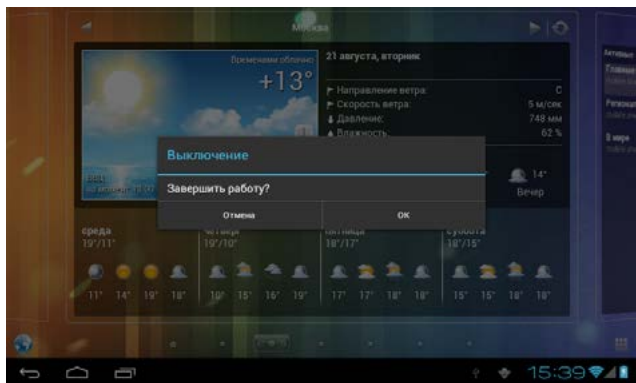 Москва
Временами облачно
+13°
21 августа, вторник
Направление ветра: С
Скорость ветра: 5 м/сек
Давление: 748 мм
Влажность: 62 %
Выключение
Завершить работу?
Отмена OK
14°
Вечер
среда
19°/11°
четверг
19°/10°
пятница
18°/17°
суббота
18°/15°
11° 14° 19° 18°
10° 15° 16° 19°
17° 17° 18° 18°
15° 15° 18° 18°
Главные
В мире
15:39